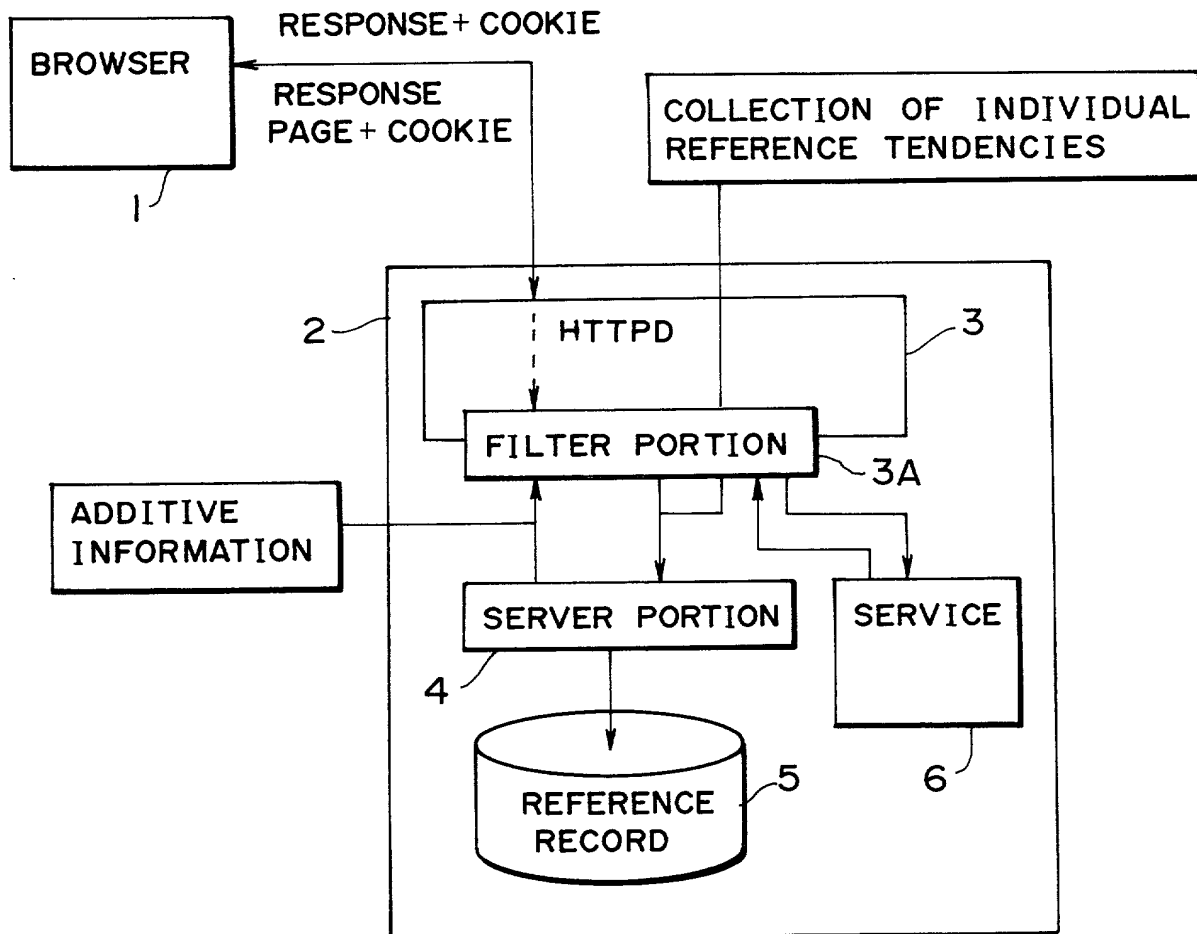 RESPONSE + COOKIE
BROWSER
RESPONSE
PAGE + COOKIE
COLLECTION OF INDIVIDUAL
REFERENCE TENDENCIES
1
2
HTTPD
3
FILTER PORTION
3A
ADDITIVE
INFORMATION
SERVER PORTION
SERVICE
4
5
6
REFERENCE
RECORD